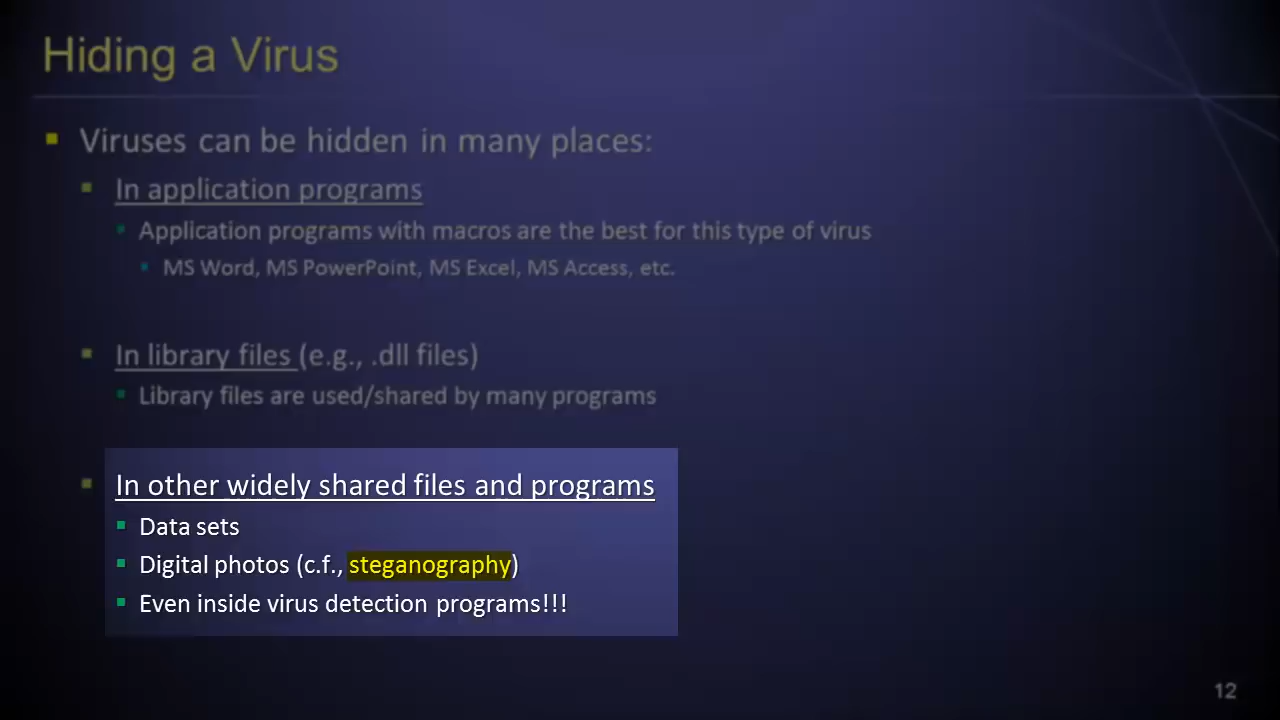 Hiding a Virus
Viruses can be hidden in many places:
In application programs
Application programs with macros are the best for this type of virus
MS Word, MS PowerPoint, MS Excel, MS Access, etc.
In library files (e.g., .dll files)
Library files are used/shared by many programs
In other widely shared files and programs
Data sets
Digital photos (c.f., steganography)
Even inside virus detection programs!!!
12